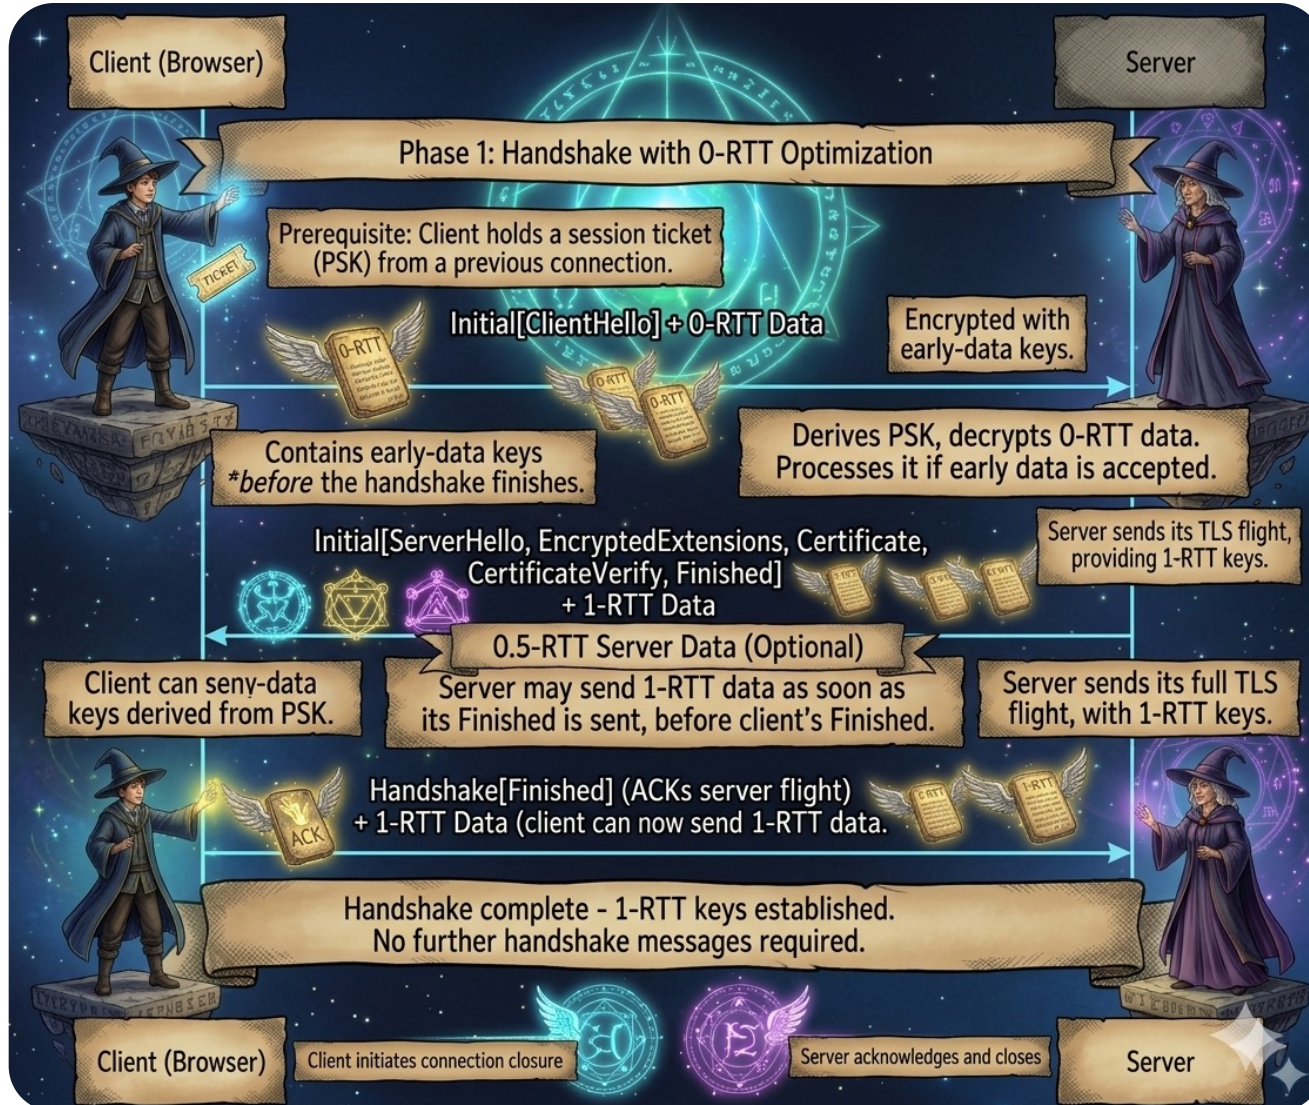 Client (Browser)
Server
Phase 1: Handshake with 0-RTT Optimization
Prerequisite: Client holds a session ticket
(PSK) from a previous connection.
TICKET
Initial[ClientHello] + 0-RTT Data
Encrypted with
early-data keys.
0-RTT
0-RTT
0-RTT
Contains early-data keys
*before the handshake finishes.
Derives PSK, decrypts 0-RTT data.
Processes it if early data is accepted.
Initial[ServerHello, EncryptedExtensions, Certificate,
CertificateVerify, Finished]
+ 1-RTT Data
Server sends its TLS flight,
providing 1-RTT keys.
0.5-RTT Server Data (Optional)
Server may send 1-RTT data as soon as
its Finished is sent, before client's Finished.
Client can seny-data
keys derived from PSK.
Server sends its full TLS
flight, with 1-RTT keys.
Handshake[Finished] (ACKs server flight)
+ 1-RTT Data (client can now send 1-RTT data.
ACK
1-RTT
Handshake complete - 1-RTT keys established.
No further handshake messages required.
Client (Browser)
Client initiates connection closure
Server acknowledges and closes
Server